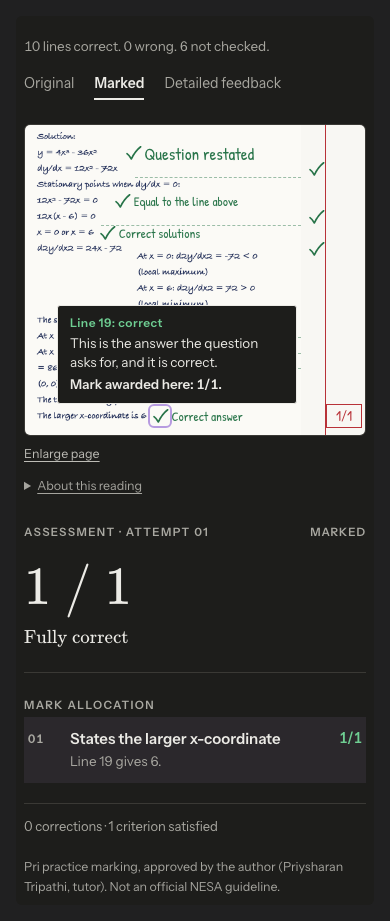 10 lines correct. 0 wrong. 6 not checked.
Original Marked Detailed feedback
Solution:
y = 4x³ - 36x² Question restated
dy/dx = 12x² - 72x
Stationary points when dy/dx = 0:
12x² - 72x = 0 Equal to the line above
12x(x - 6) = 0
x = 0 or x = 6 Correct solutions
d2y/dx2 = 24x - 72
At x = 0: d2y/dx2 = -72 < 0
(local maximum)
At x = 6: d2y/dx2 = 72 > 0
(local minimum)
The s
At x
At x
= 86
(0, 0)
The t
Line 19: correct
This is the answer the question
asks for, and it is correct.
Mark awarded here: 1/1.
The larger x-coordinate is 6 Correct answer 1/1
Enlarge page
About this reading
ASSESSMENT · ATTEMPT 01 MARKED
1 / 1
Fully correct
MARK ALLOCATION
01 States the larger x-coordinate 1/1
Line 19 gives 6.
0 corrections · 1 criterion satisfied
Pri practice marking, approved by the author (Priysharan
Tripathi, tutor). Not an official NESA guideline.